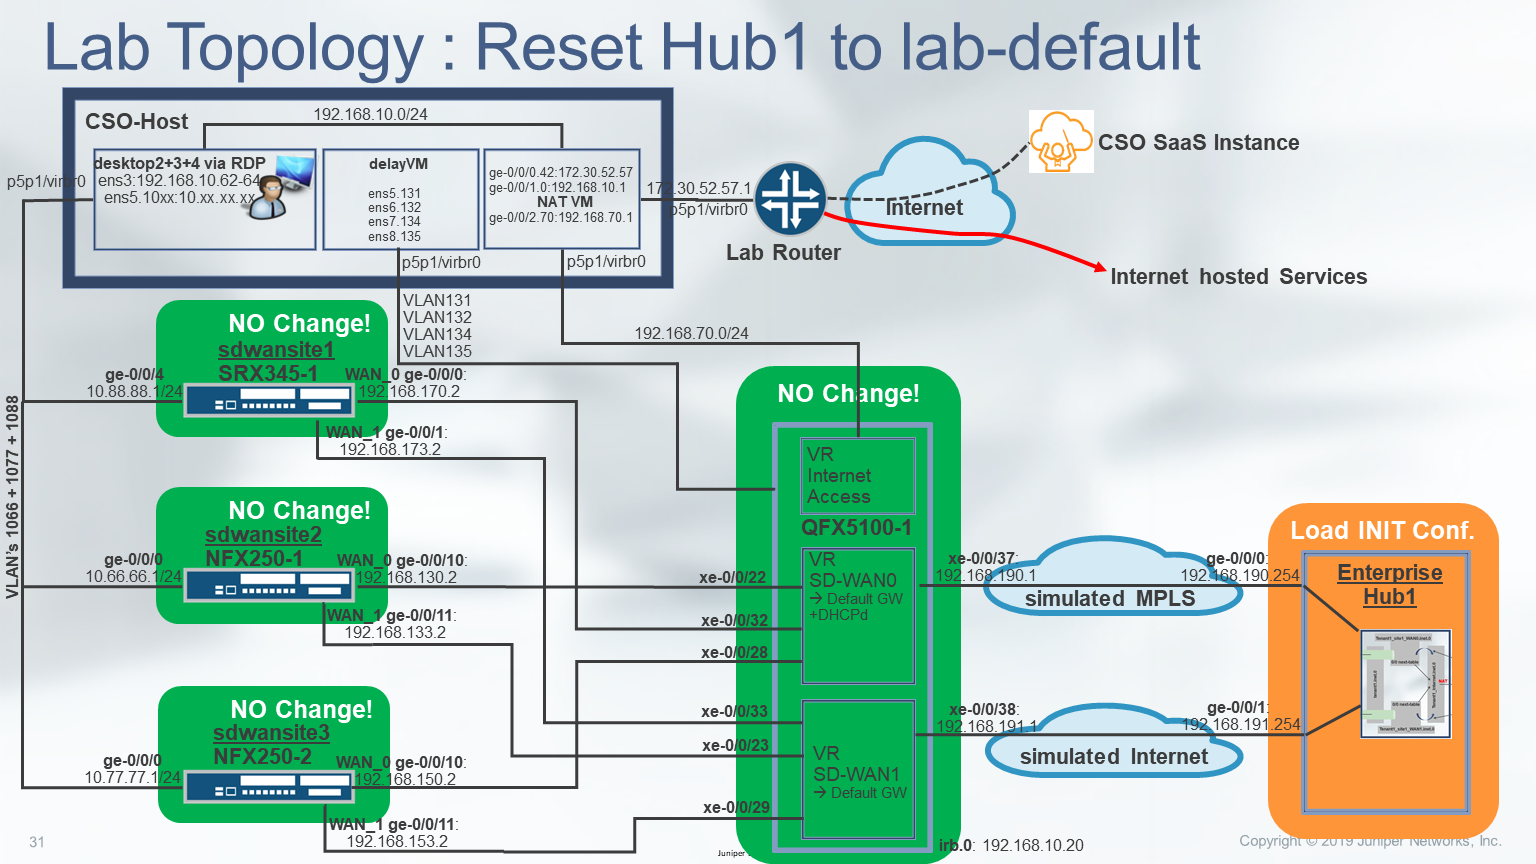 Lab Topology : Reset Hub1 to lab-default
CSO-Host
192.168.10.0/24
desktop2+3+4 via RDP
ens3:192.168.10.62-64
ens5.10xx:10.xx.xx.xx
p5p1/virbr0
delayVM
ens5.131
ens6.132
ens7.134
ens8.135
ge-0/0/0.42:172.30.52.57
ge-0/0/1.0:192.168.10.1
NAT VM
ge-0/0/2.70:192.168.70.1
172.30.52.57.1
p5p1/virbr0
Lab Router
Internet
CSO SaaS Instance
Internet hosted Services
p5p1/virbr0
p5p1/virbr0
VLAN131
VLAN132
VLAN134
VLAN135
192.168.70.0/24
VLAN's 1066 + 1077 + 1088
NO Change!
sdwansite1
SRX345-1
ge-0/0/4
10.88.88.1/24
WAN_0 ge-0/0/0:
192.168.170.2
WAN_1 ge-0/0/1:
192.168.173.2
NO Change!
sdwansite2
NFX250-1
ge-0/0/0
10.66.66.1/24
WAN_0 ge-0/0/10:
192.168.130.2
WAN_1 ge-0/0/11:
192.168.133.2
NO Change!
sdwansite3
NFX250-2
ge-0/0/0
10.77.77.1/24
WAN_0 ge-0/0/10:
192.168.150.2
WAN_1 ge-0/0/11:
192.168.153.2
NO Change!
VR
Internet
Access
QFX5100-1
VR
SD-WAN0
→ Default GW
+DHCPd
xe-0/0/22
xe-0/0/32
xe-0/0/28
xe-0/0/33
xe-0/0/23
xe-0/0/29
VR
SD-WAN1
→ Default GW
xe-0/0/37:
192.168.190.1
simulated MPLS
ge-0/0/0:
192.168.190.254
xe-0/0/38:
192.168.191.1
simulated Internet
ge-0/0/1:
192.168.191.254
irb.0: 192.168.10.20
Load INIT Conf.
Enterprise
Hub1
0/0 next-table
NAT
0/0 next-table
31
Juniper
Copyright © 2019 Juniper Networks, Inc.